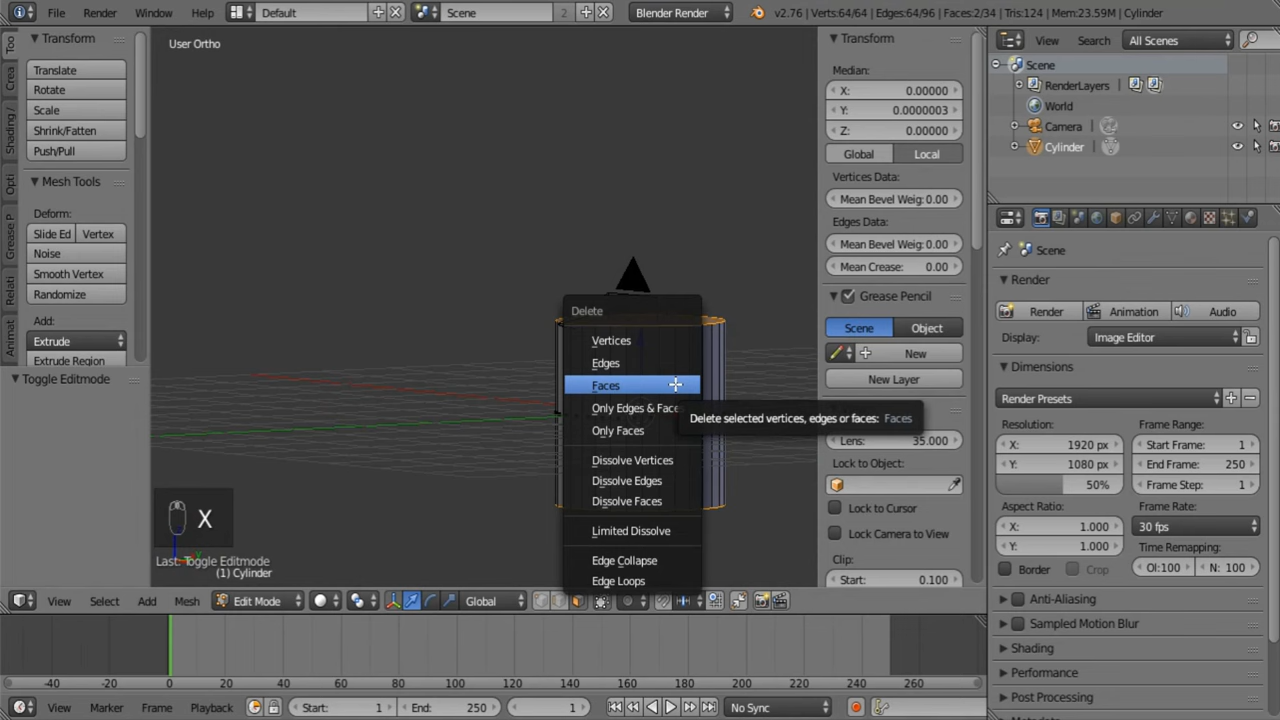 File Render Window Help Default Scene 2 Blender Render v2.76 | Verts:64/64 | Edges:64/96 | Faces:2/34 | Tris:124 | Mem:23.59M | Cylinder
Transform
Translate
Rotate
Scale
Shrink/Fatten
Push/Pull
Mesh Tools
Deform:
Slide Ed Vertex
Noise
Smooth Vertex
Randomize
Add:
Extrude
Extrude Region
Toggle Editmode
Too
Crea
Shading /
Opti
Grease P
Relati
Animat
User Ortho
Delete
Vertices
Edges
Faces
Only Edges & Face
Only Faces
Dissolve Vertices
Dissolve Edges
Dissolve Faces
Limited Dissolve
Edge Collapse
Edge Loops
Delete selected vertices, edges or faces: Faces
X
Last: Toggle Editmode
(1) Cylinder
Transform
Median:
X: 0.00000
Y: 0.0000003
Z: 0.00000
Global Local
Vertices Data:
Mean Bevel Weig: 0.00
Edges Data:
Mean Bevel Weig: 0.00
Mean Crease: 0.00
Grease Pencil
Scene Object
New
New Layer
Lens: 35.000
Lock to Object:
Lock to Cursor
Lock Camera to View
Clip:
Start: 0.100
View Search All Scenes
Scene
RenderLayers
World
Camera
Cylinder
Scene
Render
Render Animation Audio
Display: Image Editor
Dimensions
Render Presets
Resolution: Frame Range:
X: 1920 px Start Frame: 1
Y: 1080 px End Frame: 250
50% Frame Step: 1
Aspect Ratio: Frame Rate:
X: 1.000 30 fps
Y: 1.000 Time Remapping:
Border Crop Ol:100 N: 100
Anti-Aliasing
Sampled Motion Blur
Shading
Performance
Post Processing
View Select Add Mesh Edit Mode Global
-40 -20 0 20 40 60 80 100 120 140 160 180 200 220 240 260
View Marker Frame Playback Start: 1 End: 250 1 No Sync